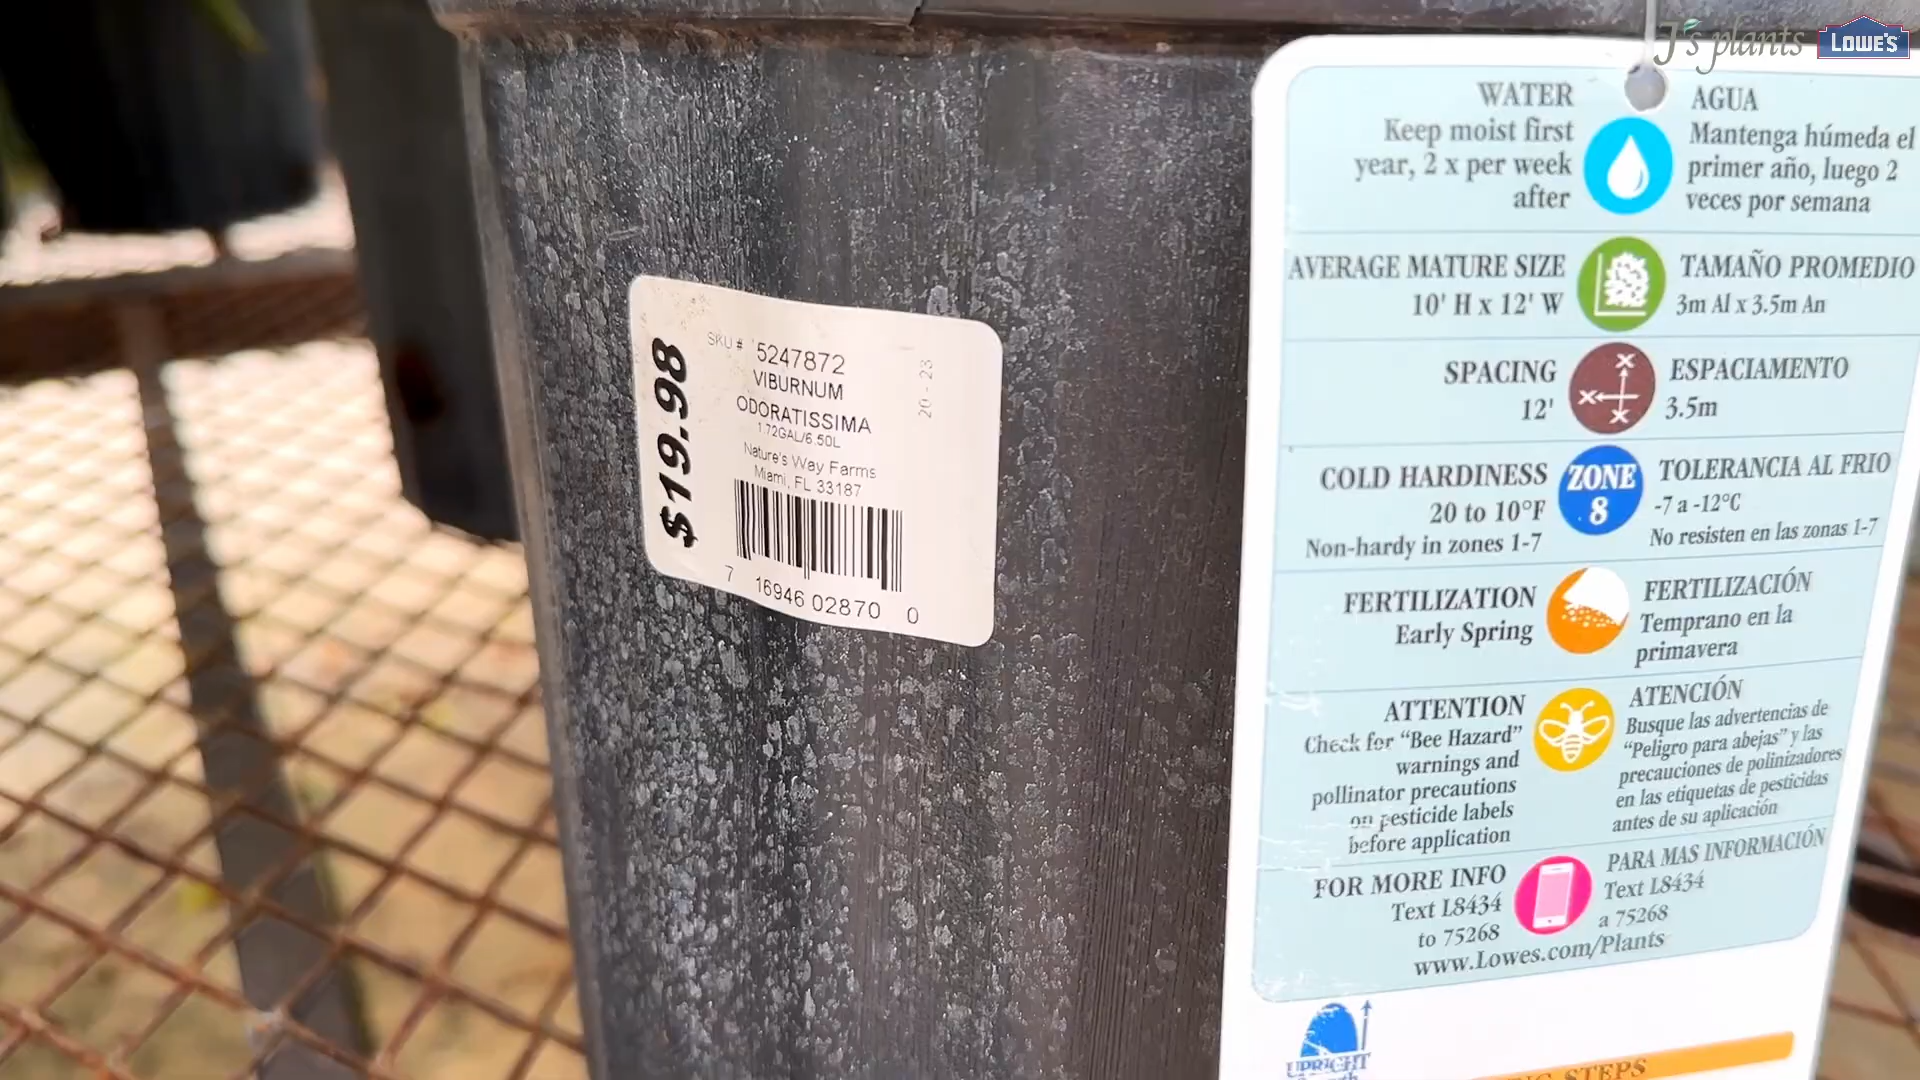 J's plants
LOWE'S
$19.98
SKU # 5247872
VIBURNUM
ODORATISSIMA
1.72GAL/6.50L
Nature's Way Farms
Miami, FL 33187
20 - 23
7 16946 02870 0
WATER
Keep moist first
year, 2 x per week
after
AGUA
Mantenga húmeda el
primer año, luego 2
veces por semana
AVERAGE MATURE SIZE
10' H x 12' W
TAMAÑO PROMEDIO
3m Al x 3.5m An
SPACING
12'
ESPACIAMENTO
3.5m
COLD HARDINESS
20 to 10°F
Non-hardy in zones 1-7
ZONE
8
TOLERANCIA AL FRIO
-7 a -12°C
No resisten en las zonas 1-7
FERTILIZATION
Early Spring
FERTILIZACIÓN
Temprano en la
primavera
ATTENTION
Check for "Bee Hazard"
warnings and
pollinator precautions
on pesticide labels
before application
ATENCIÓN
Busque las advertencias de
"Peligro para abejas" y las
precauciones de polinizadores
en las etiquetas de pesticidas
antes de su aplicación
FOR MORE INFO
Text L8434
to 75268
PARA MAS INFORMACIÓN
Text L8434
a 75268
www.Lowes.com/Plants
UPRIGHT
STEPS